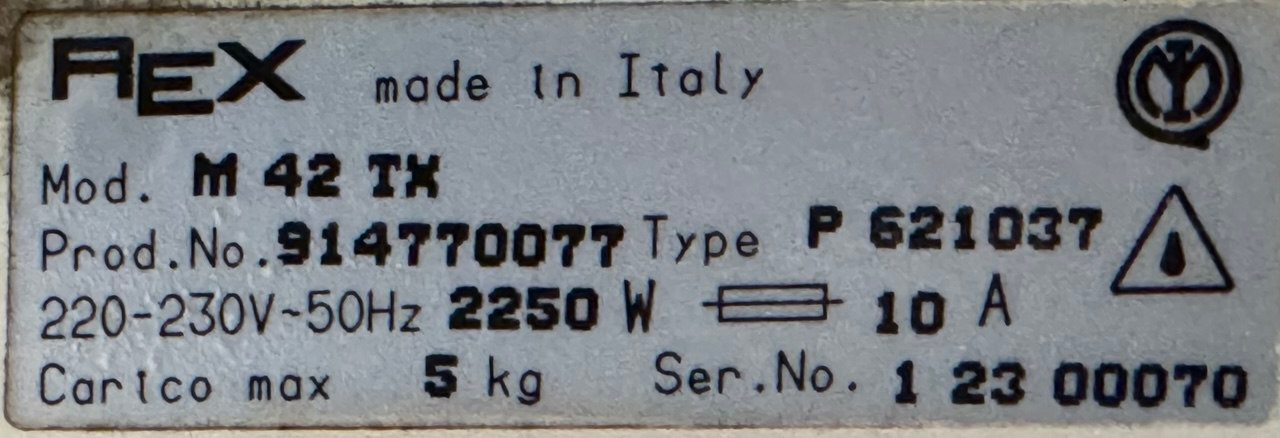 REX made in Italy
Mod. M 42 TX
Prod.No.914770077 Type P 621037
220-230V~50Hz 2250 W 10 A
Carico max 5 kg Ser.No. 1 23 00070